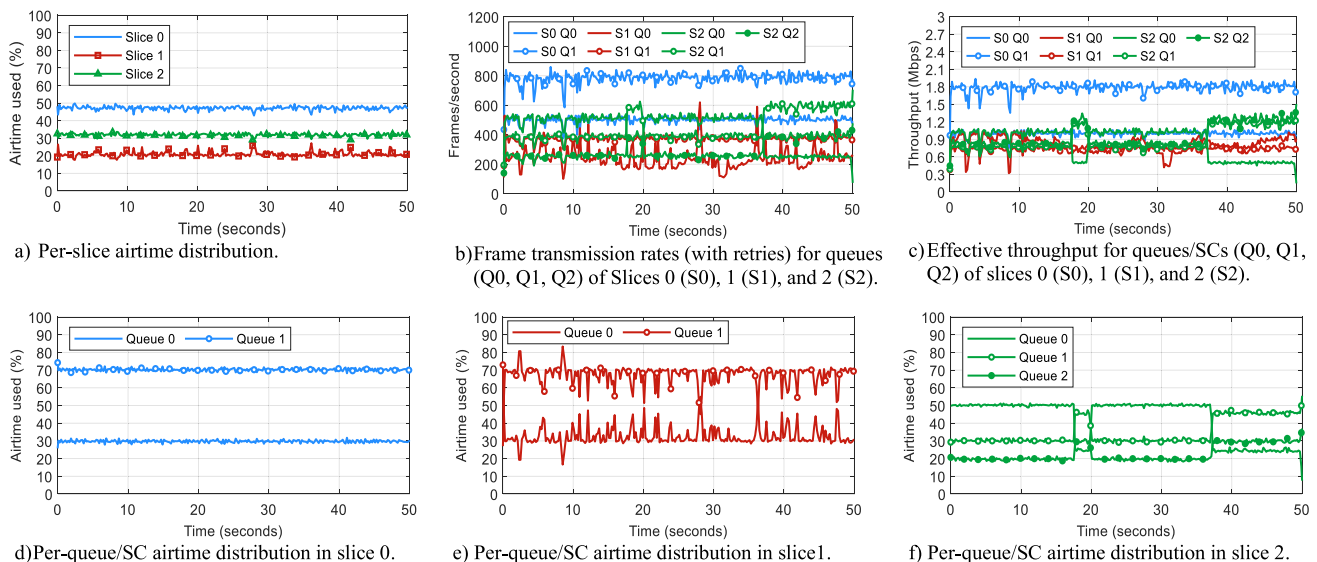 100
90
80
70
60
50
40
30
20
10
0
Airtime used (%)
Slice 0
Slice 1
Slice 2
0 10 20 30 40 50
Time (seconds)
a) Per-slice airtime distribution.
1200
1000
800
600
400
200
0
Frames/second
S0 Q0 S1 Q0 S2 Q0 S2 Q2
S0 Q1 S1 Q1 S2 Q1
0 10 20 30 40 50
Time (seconds)
b)Frame transmission rates (with retries) for queues
(Q0, Q1, Q2) of Slices 0 (S0), 1 (S1), and 2 (S2).
3
2.7
2.4
2.1
1.8
1.5
1.2
0.9
0.6
0.3
0
Throughput (Mbps)
S0 Q0 S1 Q0 S2 Q0 S2 Q2
S0 Q1 S1 Q1 S2 Q1
0 10 20 30 40 50
Time (seconds)
c) Effective throughput for queues/SCs (Q0, Q1,
Q2) of slices 0 (S0), 1 (S1), and 2 (S2).
100
90
80
70
60
50
40
30
20
10
0
Airtime used (%)
Queue 0 Queue 1
0 10 20 30 40 50
Time (seconds)
d)Per-queue/SC airtime distribution in slice 0.
100
90
80
70
60
50
40
30
20
10
0
Airtime used (%)
Queue 0 Queue 1
0 10 20 30 40 50
Time (seconds)
e) Per-queue/SC airtime distribution in slice1.
100
90
80
70
60
50
40
30
20
10
0
Airtime used (%)
Queue 0
Queue 1
Queue 2
0 10 20 30 40 50
Time (seconds)
f) Per-queue/SC airtime distribution in slice 2.